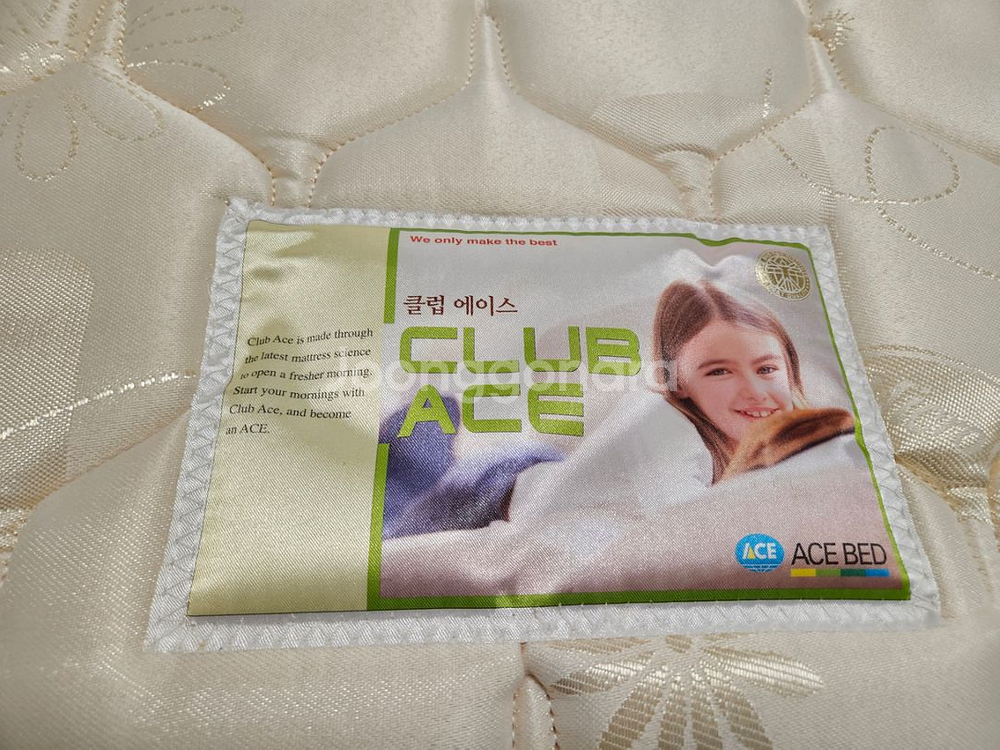 We only make the best
클럽 에이스
CLUB
ACE
Club Ace is made through
the latest mattress science
to open a fresher morning.
Start your mornings with
Club Ace, and become
an ACE.
joonggonara
ACE
ACE BED